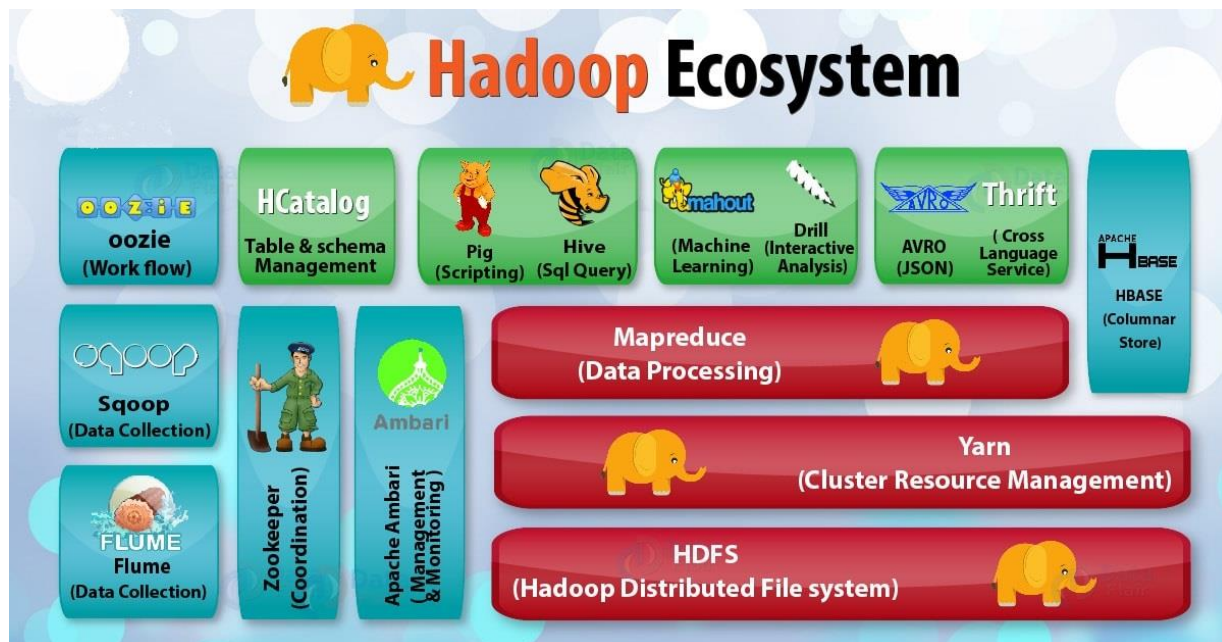 Hadoop Ecosystem
OOZiE
oozie
(Work flow)
HCatalog
Table & schema
Management
Pig
(Scripting)
Hive
(Sql Query)
mahout
(Machine
Learning)
Drill
(Interactive
Analysis)
AVRO
AVRO
(JSON)
Thrift
( Cross
Language
Service)
APACHE
HBASE
HBASE
(Columnar
Store)
sqoop
Sqoop
(Data Collection)
FLUME
Flume
(Data Collection)
Zookeeper
(Coordination)
Ambari
Apache Ambari
( Management
& Monitoring)
Mapreduce
(Data Processing)
Yarn
(Cluster Resource Management)
HDFS
(Hadoop Distributed File system)